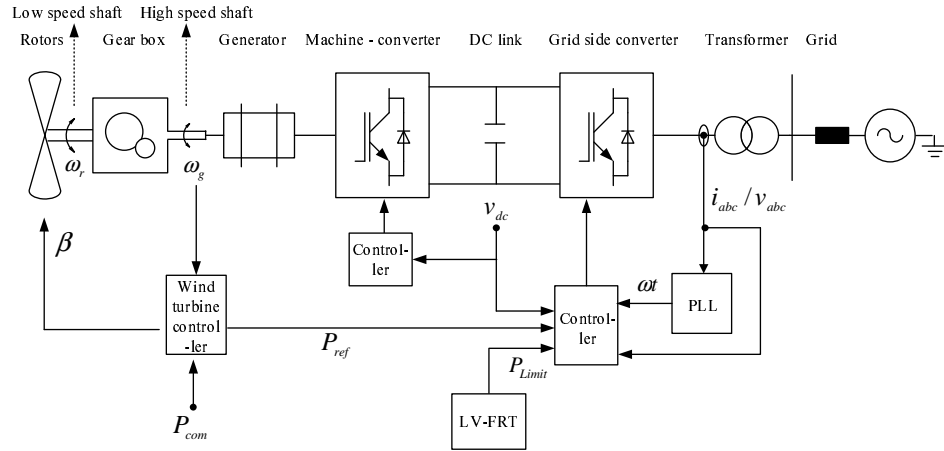 Low speed shaft High speed shaft
Rotors Gear box Generator Machine - converter DC link Grid side converter Transformer Grid
ω_r ω_g
i_abc / v_abc
v_dc
β
Control-
ler
Wind
turbine
control
-ler
ωt
PLL
Control-
ler
P_ref
P_Limit
P_com
LV-FRT